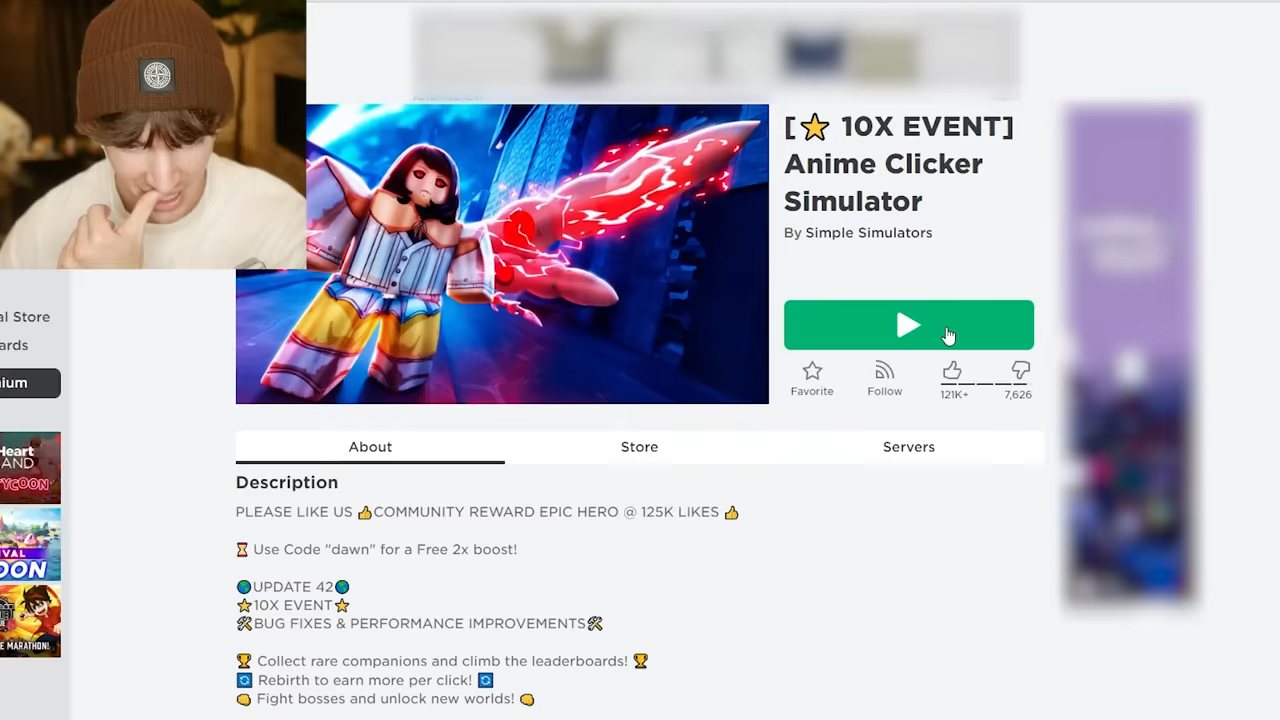 [⭐ 10X EVENT]
Anime Clicker
Simulator
By Simple Simulators
Favorite
Follow
121K+
7,626
al Store
ards
ium
Heart
AND
TYCOON
VAL
OON
E MARATHON!
About
Store
Servers
Description
PLEASE LIKE US 👍COMMUNITY REWARD EPIC HERO @ 125K LIKES 👍
⏳ Use Code "dawn" for a Free 2x boost!
🌍UPDATE 42🌍
⭐10X EVENT⭐
🛠BUG FIXES & PERFORMANCE IMPROVEMENTS🛠
🏆 Collect rare companions and climb the leaderboards! 🏆
🔄 Rebirth to earn more per click! 🔄
👊 Fight bosses and unlock new worlds! 👊